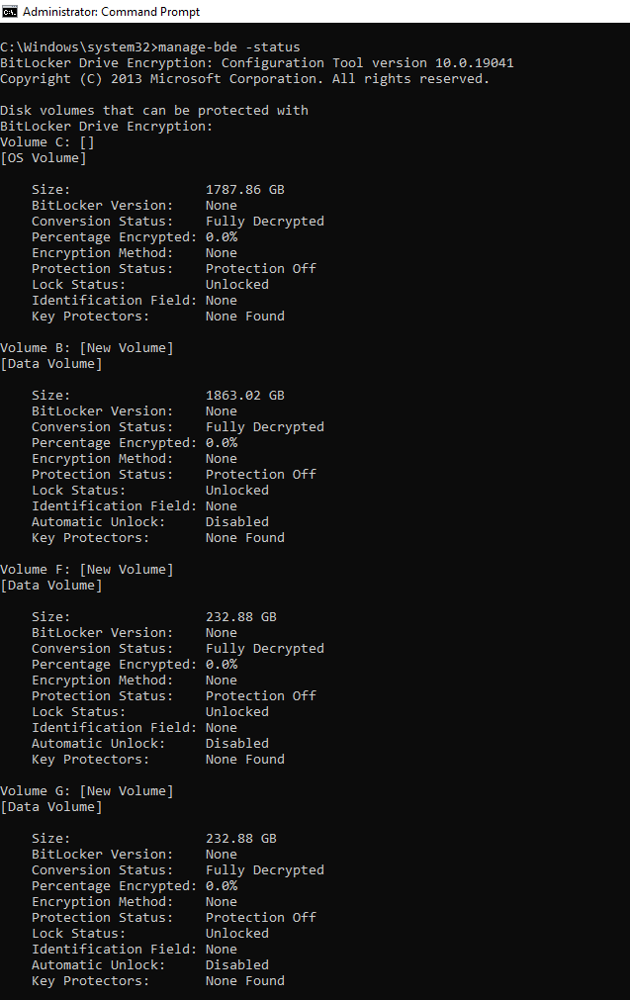 Administrator: Command Prompt
C:\Windows\system32>manage-bde -status
BitLocker Drive Encryption: Configuration Tool version 10.0.19041
Copyright (C) 2013 Microsoft Corporation. All rights reserved.
Disk volumes that can be protected with
BitLocker Drive Encryption:
Volume C: []
[OS Volume]
Size: 1787.86 GB
BitLocker Version: None
Conversion Status: Fully Decrypted
Percentage Encrypted: 0.0%
Encryption Method: None
Protection Status: Protection Off
Lock Status: Unlocked
Identification Field: None
Key Protectors: None Found
Volume B: [New Volume]
[Data Volume]
Size: 1863.02 GB
BitLocker Version: None
Conversion Status: Fully Decrypted
Percentage Encrypted: 0.0%
Encryption Method: None
Protection Status: Protection Off
Lock Status: Unlocked
Identification Field: None
Automatic Unlock: Disabled
Key Protectors: None Found
Volume F: [New Volume]
[Data Volume]
Size: 232.88 GB
BitLocker Version: None
Conversion Status: Fully Decrypted
Percentage Encrypted: 0.0%
Encryption Method: None
Protection Status: Protection Off
Lock Status: Unlocked
Identification Field: None
Automatic Unlock: Disabled
Key Protectors: None Found
Volume G: [New Volume]
[Data Volume]
Size: 232.88 GB
BitLocker Version: None
Conversion Status: Fully Decrypted
Percentage Encrypted: 0.0%
Encryption Method: None
Protection Status: Protection Off
Lock Status: Unlocked
Identification Field: None
Automatic Unlock: Disabled
Key Protectors: None Found